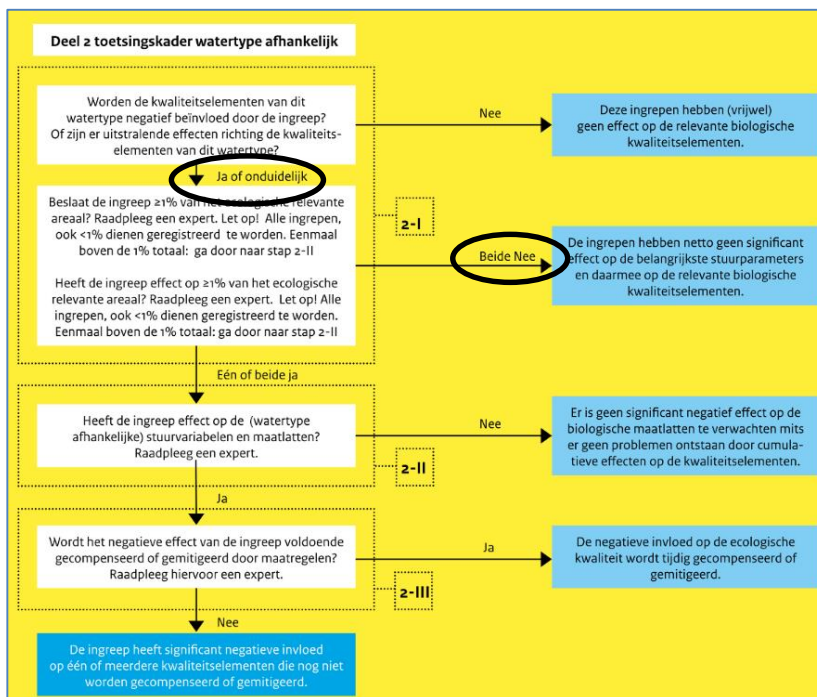 Deel 2 toetsingskader watertype afhankelijk
Worden de kwaliteitselementen van dit
watertype negatief beïnvloed door de ingreep?
Of zijn er uitstralende effecten richting de kwaliteits-
elementen van dit watertype?
Nee
Deze ingrepen hebben (vrijwel)
geen effect op de relevante biologische
kwaliteitselementen.
Ja of onduidelijk
Beslaat de ingreep ≥1% van het ecologische relevante
areaal? Raadpleeg een expert. Let op! Alle ingrepen,
ook <1% dienen geregistreerd te worden. Eenmaal
boven de 1% totaal: ga door naar stap 2-II
Heeft de ingreep effect op ≥1% van het ecologische
relevante areaal? Raadpleeg een expert. Let op! Alle
ingrepen, ook <1% dienen geregistreerd te worden.
Eenmaal boven de 1% totaal: ga door naar stap 2-II
2-I
Beide Nee
De ingrepen hebben netto geen significant
effect op de belangrijkste stuurparameters
en daarmee op de relevante biologische
kwaliteitselementen.
Eén of beide ja
Heeft de ingreep effect op de (watertype
afhankelijke) stuurvariabelen en maatlatten?
Raadpleeg een expert.
Nee
Er is geen significant negatief effect op de
biologische maatlatten te verwachten mits
er geen problemen ontstaan door cumula-
tieve effecten op de kwaliteitselementen.
2-II
Ja
Wordt het negatieve effect van de ingreep voldoende
gecompenseerd of gemitigeerd door maatregelen?
Raadpleeg hiervoor een expert.
Ja
De negatieve invloed op de ecologische
kwaliteit wordt tijdig gecompenseerd of
gemitigeerd.
2-III
Nee
De ingreep heeft significant negatieve invloed
op één of meerdere kwaliteitselementen die nog niet
worden gecompenseerd of gemitigeerd.